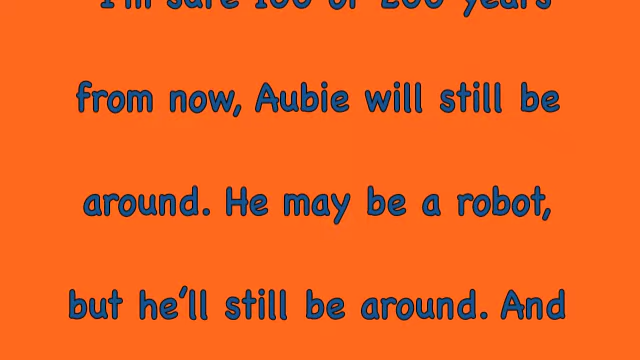 I'm sure 100 or 200 years
from now, Aubie will still be
around. He may be a robot,
but he'll still be around. And